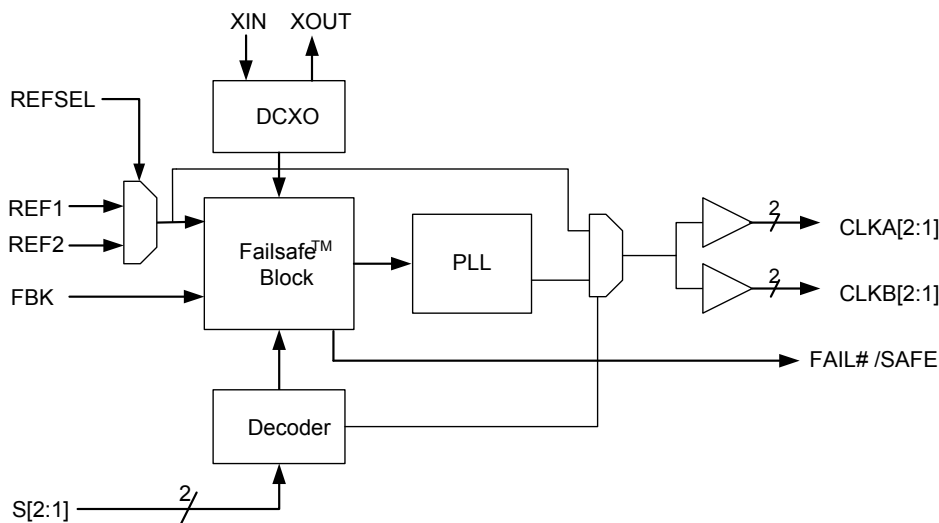 XIN XOUT
REFSEL
DCXO
REF1
REF2
Failsafe™
Block
PLL
2
CLKA[2:1]
2
CLKB[2:1]
FBK
FAIL# /SAFE
Decoder
2
S[2:1]